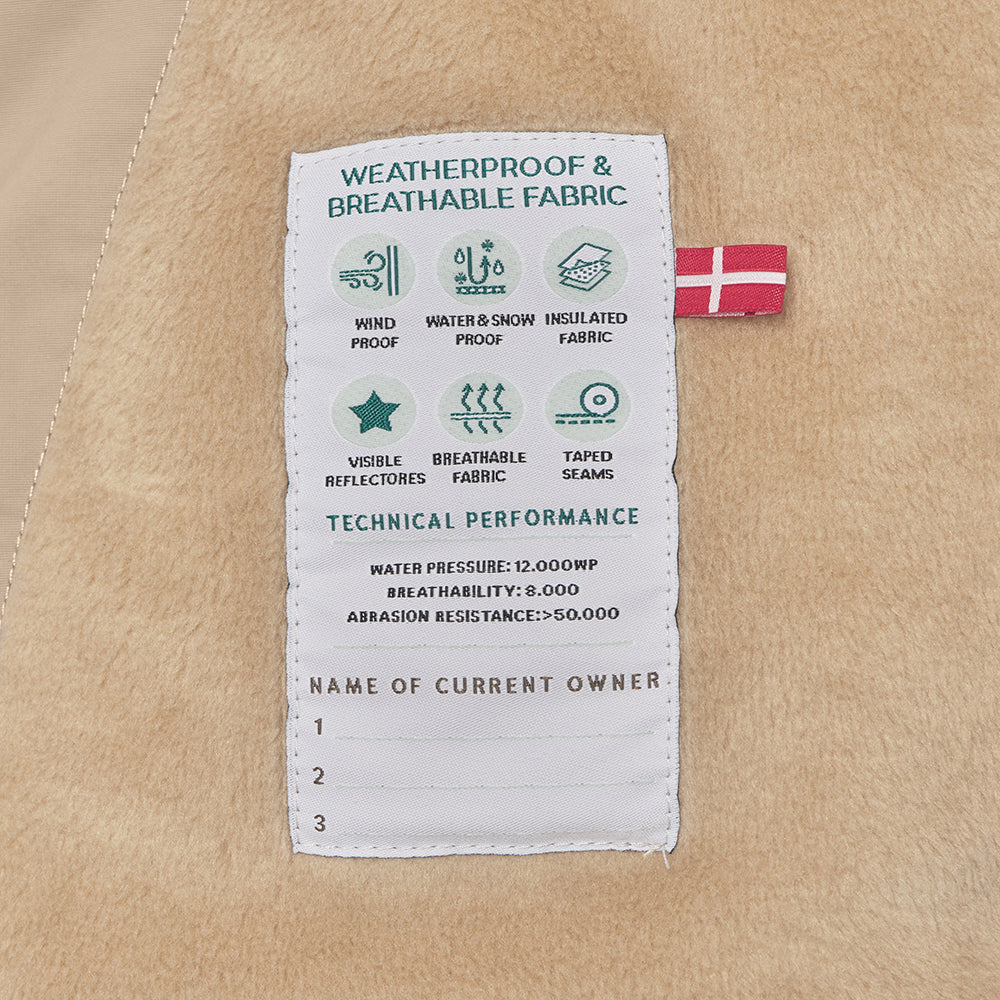 WEATHERPROOF &
BREATHABLE FABRIC
WIND
PROOF
WATER & SNOW
PROOF
INSULATED
FABRIC
VISIBLE
REFLECTORES
BREATHABLE
FABRIC
TAPED
SEAMS
TECHNICAL PERFORMANCE
WATER PRESSURE: 12.000WP
BREATHABILITY: 8.000
ABRASION RESISTANCE:>50.000
NAME OF CURRENT OWNER
1
2
3